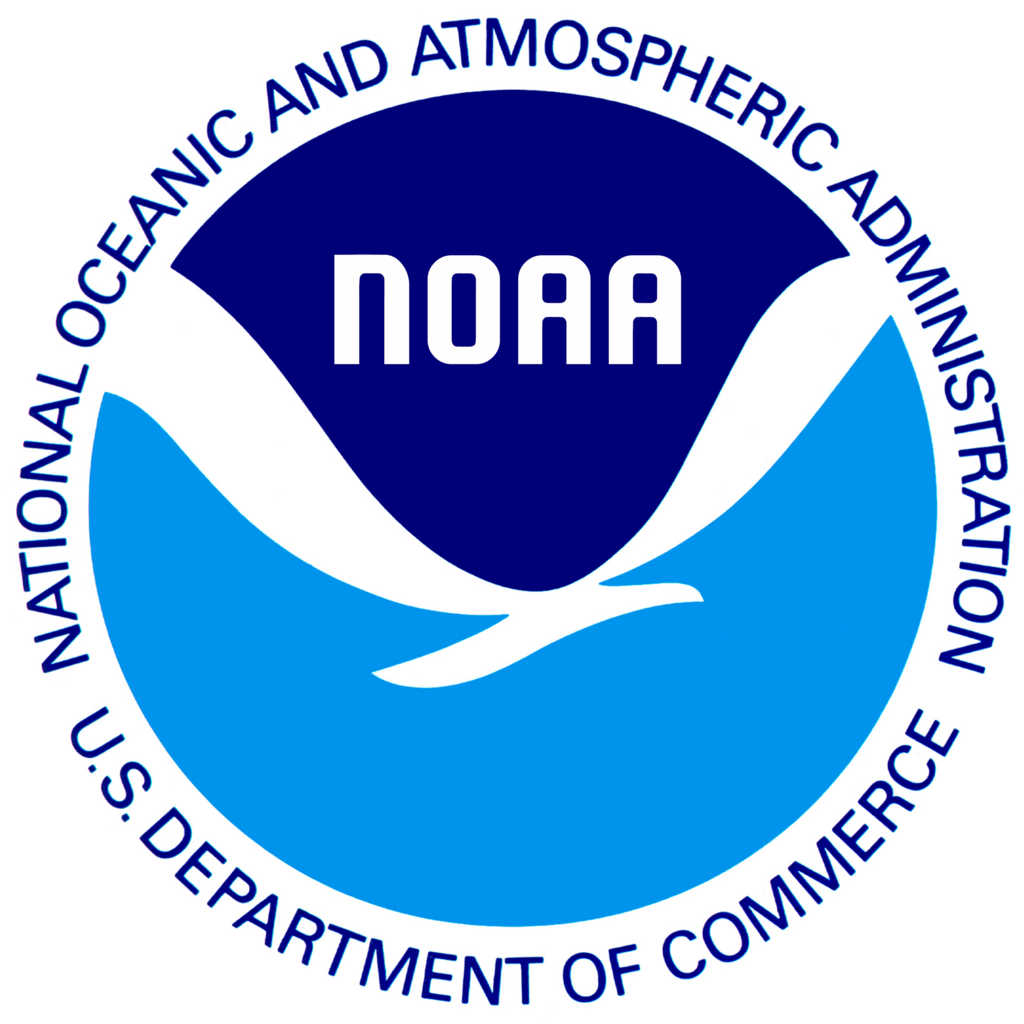 NATIONAL OCEANIC AND ATMOSPHERIC ADMINISTRATION
NOAA
U.S. DEPARTMENT OF COMMERCE